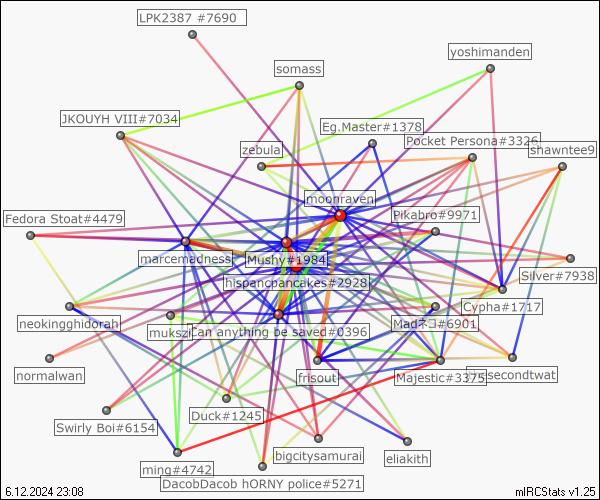 LPK2387 #7690
yoshimanden
somass
JKOUYH VIII#7034
Eg.Master#1378
Pocket Persona#3326
zebula
shawntee9
moonraven
Fedora Stoat#4479
Pikabro#9971
marcemadness
Mushy#1984
Silver#7938
hispancpancakes#2928
Cypha#1717
neokingghidorah
mukszi
Can anything be saved#0396
Madネコ#6901
normalwan
frisout
Majestic#3375
secondtwat
Duck#1245
Swirly Boi#6154
bigcitysamurai
eliakith
ming#4742
DacobDacob hORNY police#5271
6.12.2024 23:08
mIRCStats v1.25